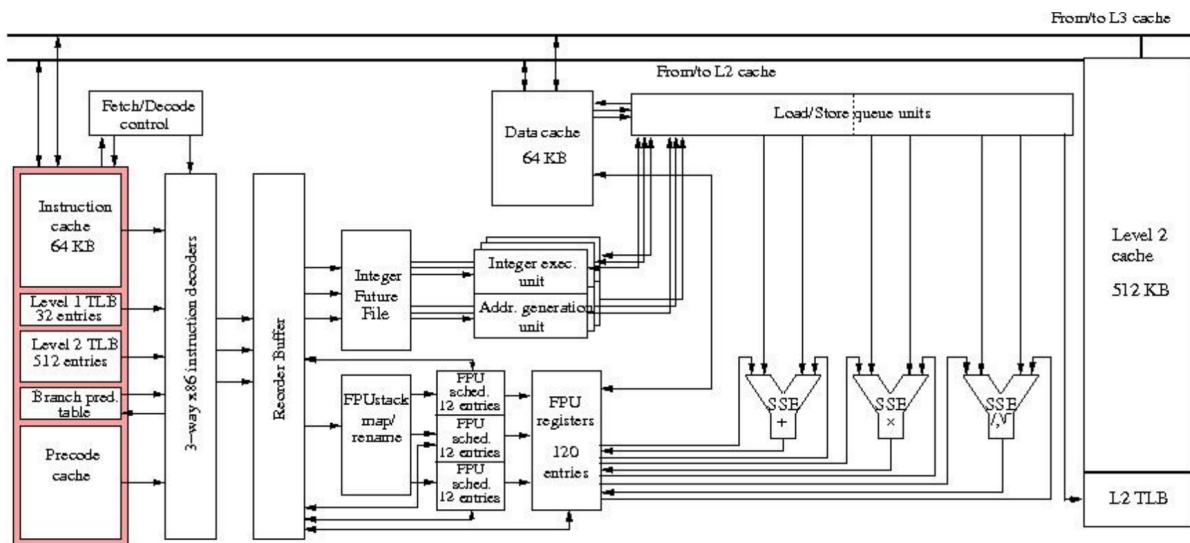 From/to L3 cache
From/to L2 cache
Fetch/Decode
control
Data cache
64 KB
Load/Store queue units
Instruction
cache
64 KB
Level 1 TLB
32 entries
Level 2 TLB
512 entries
Branch pred.
table
Precode
cache
3-way x86 instruction decoders
Reorder Buffer
Integer
Future
File
Integer exec.
unit
Addr. generation
unit
FPUstack
map/
rename
FPU
sched.
12 entries
FPU
sched.
12 entries
FPU
sched.
12 entries
FPU
registers
120
entries
SSE
+
SSE
×
SSE
/,√
Level 2
cache
512 KB
L2 TLB